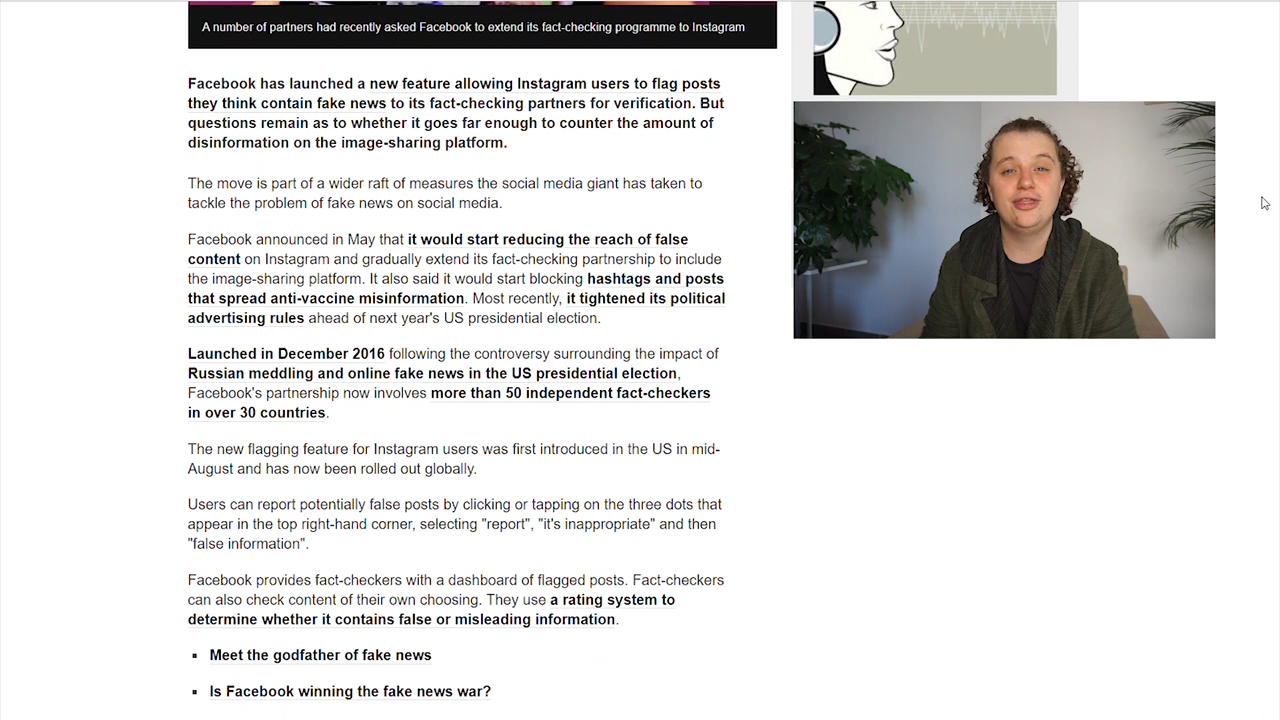 A number of partners had recently asked Facebook to extend its fact-checking programme to Instagram
Facebook has launched a new feature allowing Instagram users to flag posts
they think contain fake news to its fact-checking partners for verification. But
questions remain as to whether it goes far enough to counter the amount of
disinformation on the image-sharing platform.
The move is part of a wider raft of measures the social media giant has taken to
tackle the problem of fake news on social media.
Facebook announced in May that it would start reducing the reach of false
content on Instagram and gradually extend its fact-checking partnership to include
the image-sharing platform. It also said it would start blocking hashtags and posts
that spread anti-vaccine misinformation. Most recently, it tightened its political
advertising rules ahead of next year's US presidential election.
Launched in December 2016 following the controversy surrounding the impact of
Russian meddling and online fake news in the US presidential election,
Facebook's partnership now involves more than 50 independent fact-checkers
in over 30 countries.
The new flagging feature for Instagram users was first introduced in the US in mid-
August and has now been rolled out globally.
Users can report potentially false posts by clicking or tapping on the three dots that
appear in the top right-hand corner, selecting "report", "it's inappropriate" and then
"false information".
Facebook provides fact-checkers with a dashboard of flagged posts. Fact-checkers
can also check content of their own choosing. They use a rating system to
determine whether it contains false or misleading information.
▪ Meet the godfather of fake news
▪ Is Facebook winning the fake news war?